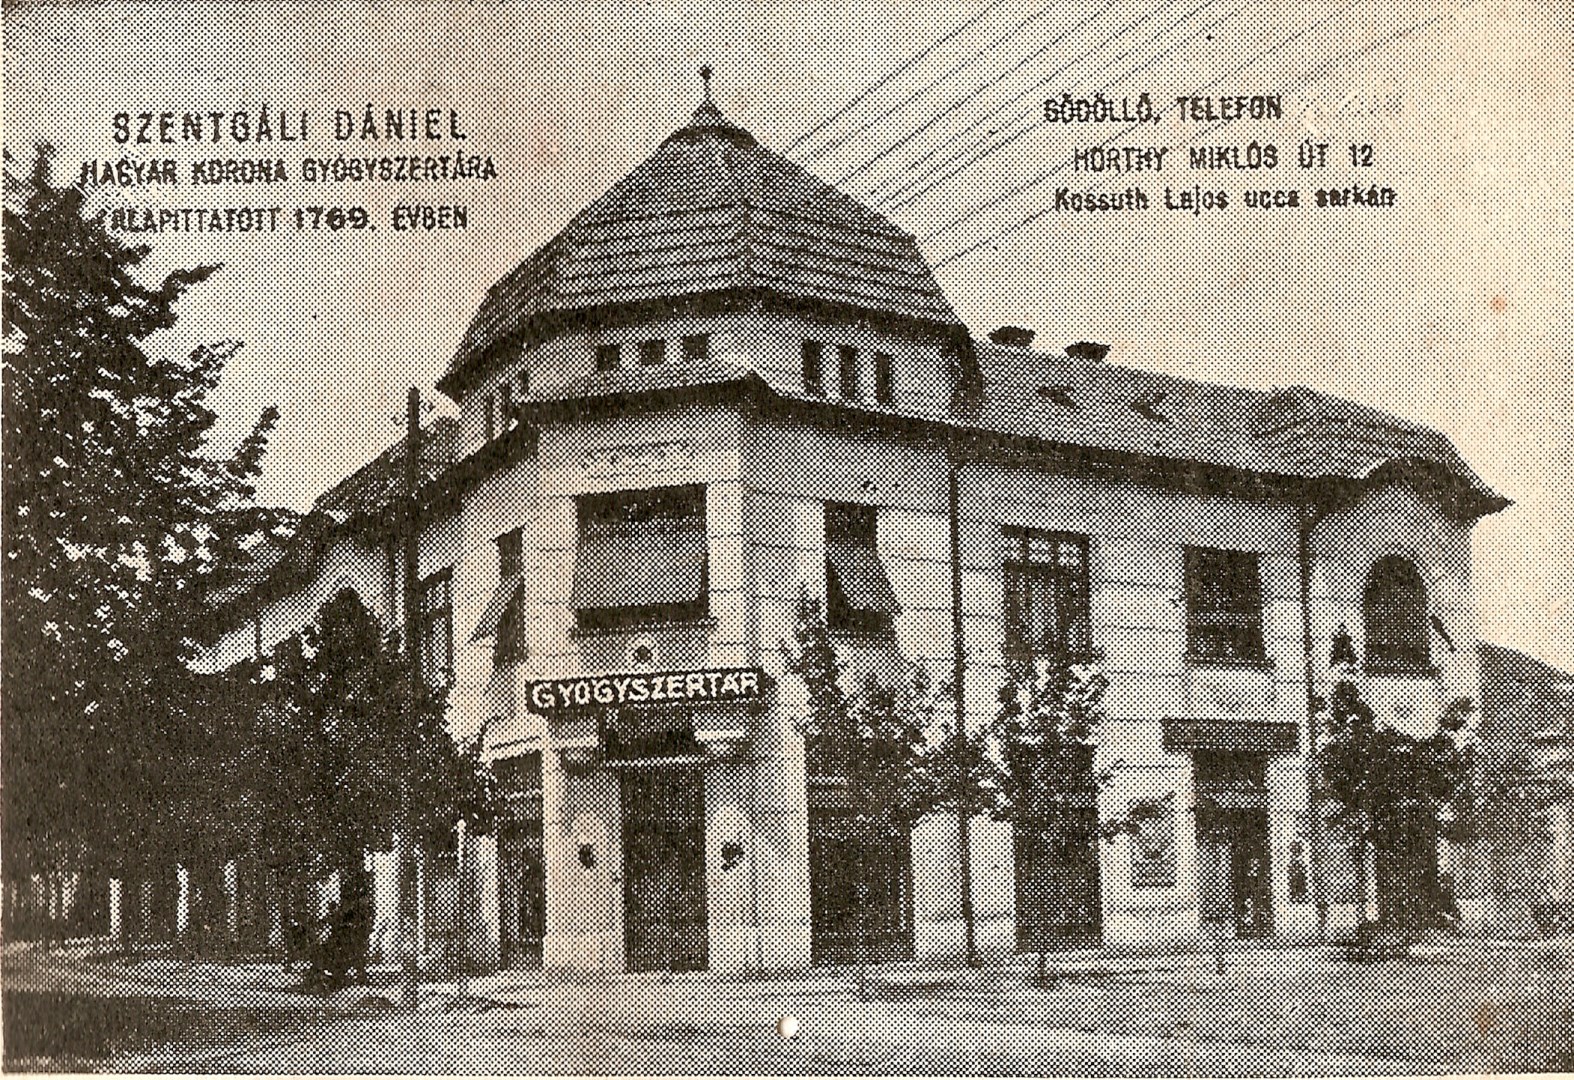 SZENTGÁLI DÁNIEL
MAGYAR KORONA GYÓGYSZERTÁRA
ALAPITTATOTT 1769. ÉVBEN
GÖDÖLLŐ, TELEFON
HORTHY MIKLÓS ÚT 12
Kossuth Lajos ucca sarkán
GYÓGYSZERTÁR